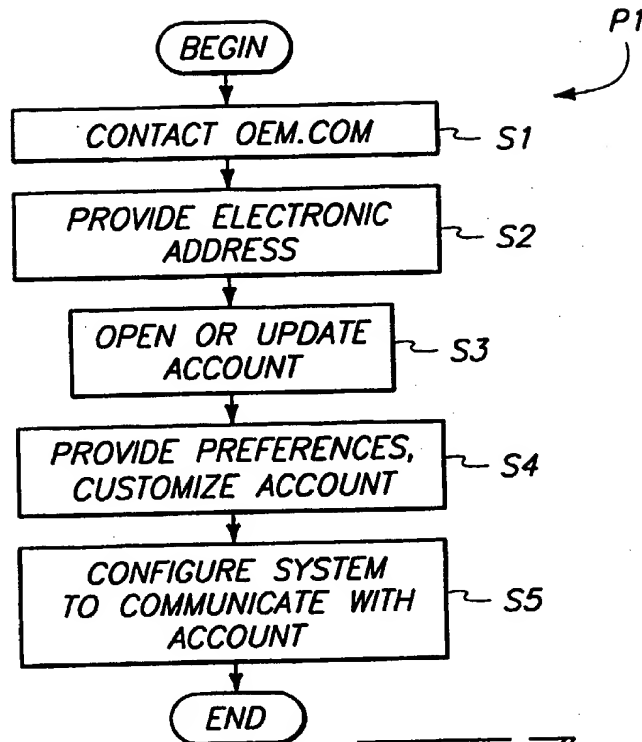 P1
BEGIN
CONTACT OEM.COM
S1
PROVIDE ELECTRONIC
ADDRESS
S2
OPEN OR UPDATE
ACCOUNT
S3
PROVIDE PREFERENCES,
CUSTOMIZE ACCOUNT
S4
CONFIGURE SYSTEM
TO COMMUNICATE WITH
ACCOUNT
S5
END